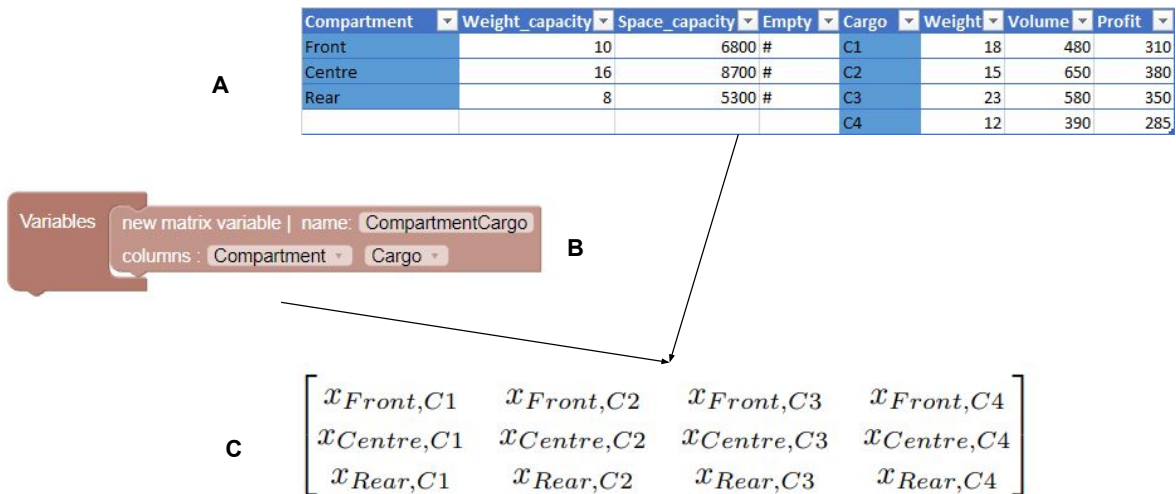 Compartment Weight_capacity Space_capacity Empty Cargo Weight Volume Profit
Front 10 6800 # C1 18 480 310
Centre 16 8700 # C2 15 650 380
Rear 8 5300 # C3 23 580 350
C4 12 390 285
A
Variables new matrix variable | name: CompartmentCargo
columns : Compartment Cargo
B
x_{Front,C1} x_{Front,C2} x_{Front,C3} x_{Front,C4}
x_{Centre,C1} x_{Centre,C2} x_{Centre,C3} x_{Centre,C4}
x_{Rear,C1} x_{Rear,C2} x_{Rear,C3} x_{Rear,C4}
C